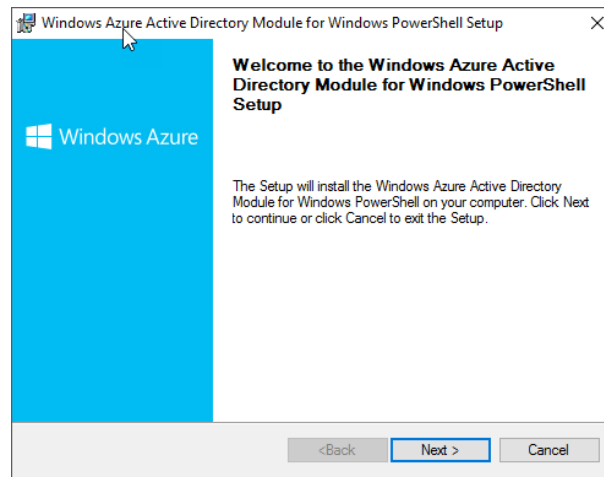 Windows Azure Active Directory Module for Windows PowerShell Setup
Welcome to the Windows Azure Active
Directory Module for Windows PowerShell
Setup
Windows Azure
The Setup will install the Windows Azure Active Directory
Module for Windows PowerShell on your computer. Click Next
to continue or click Cancel to exit the Setup.
<Back
Next >
Cancel